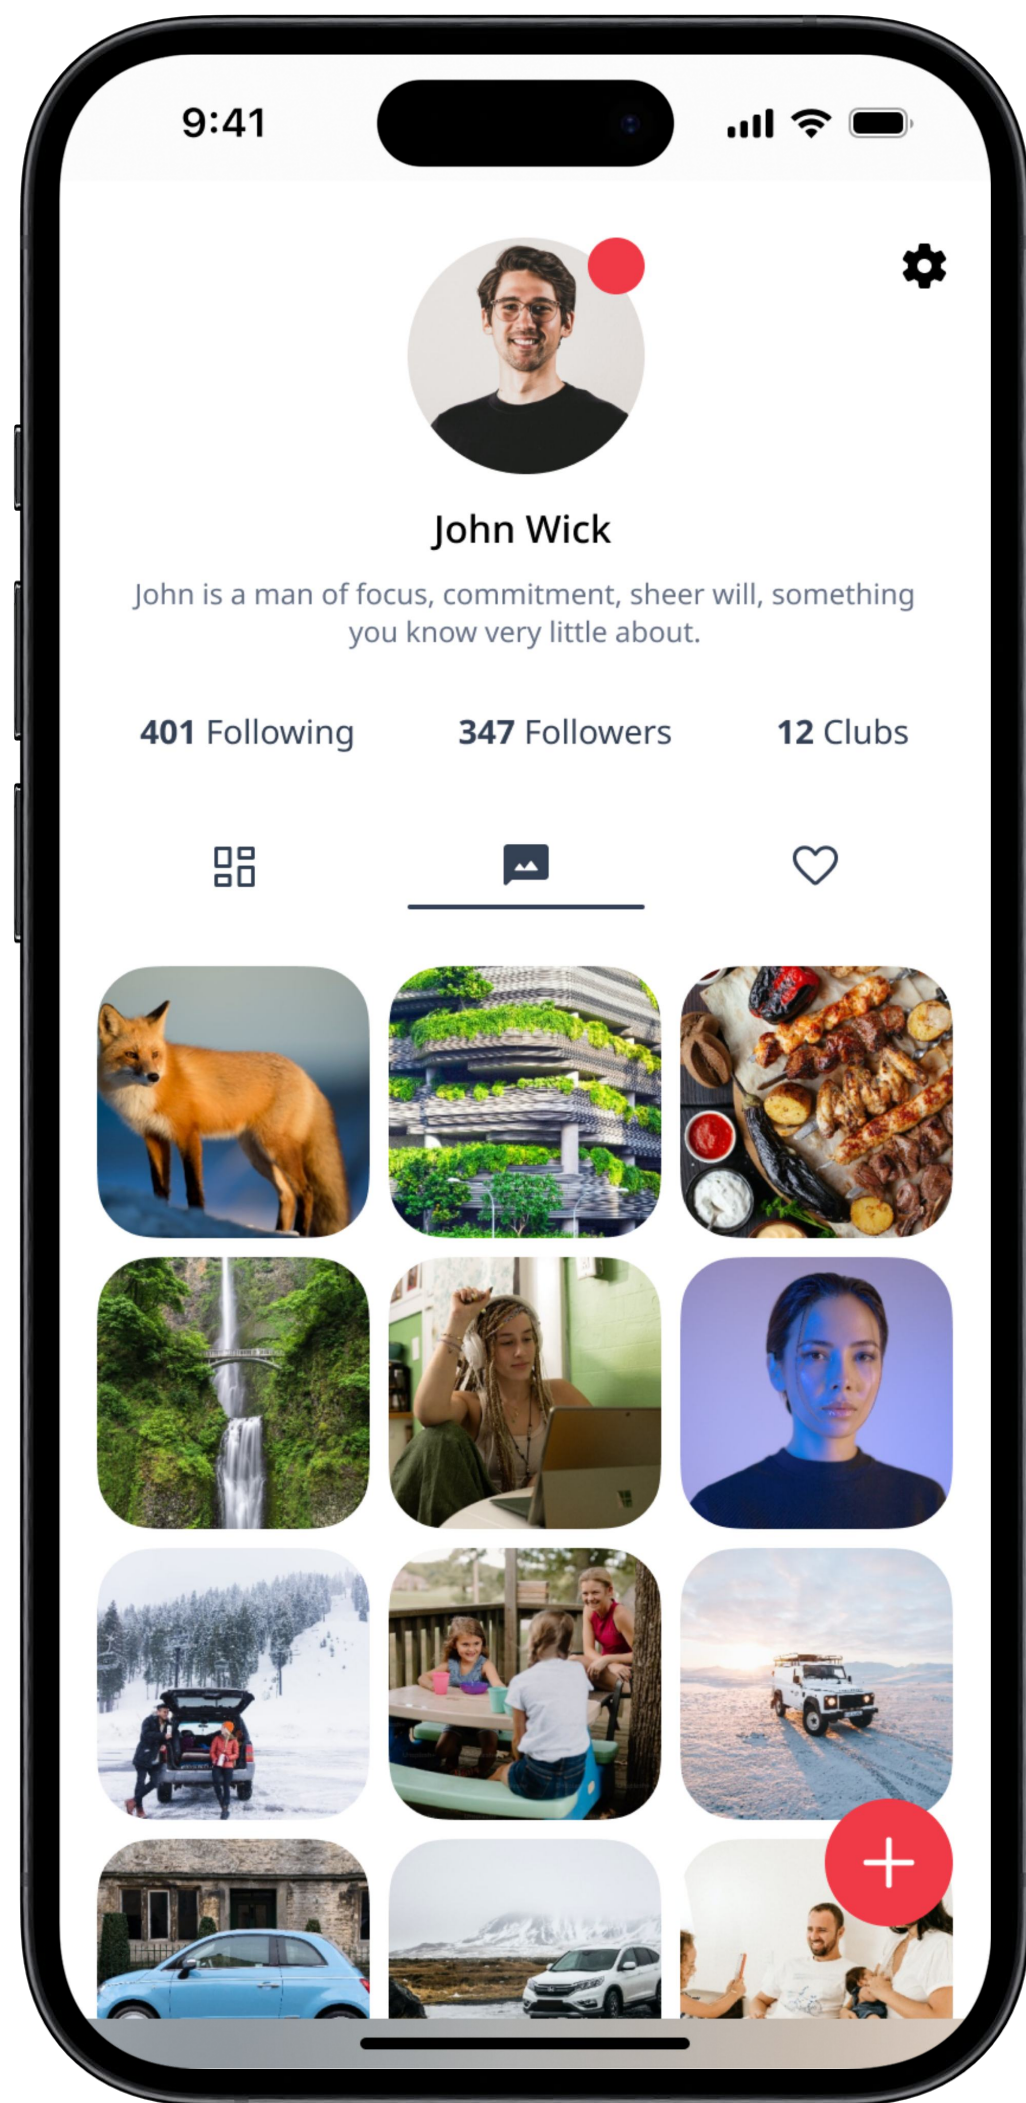 9:41
John Wick
John is a man of focus, commitment, sheer will, something
you know very little about.
401 Following 347 Followers 12 Clubs